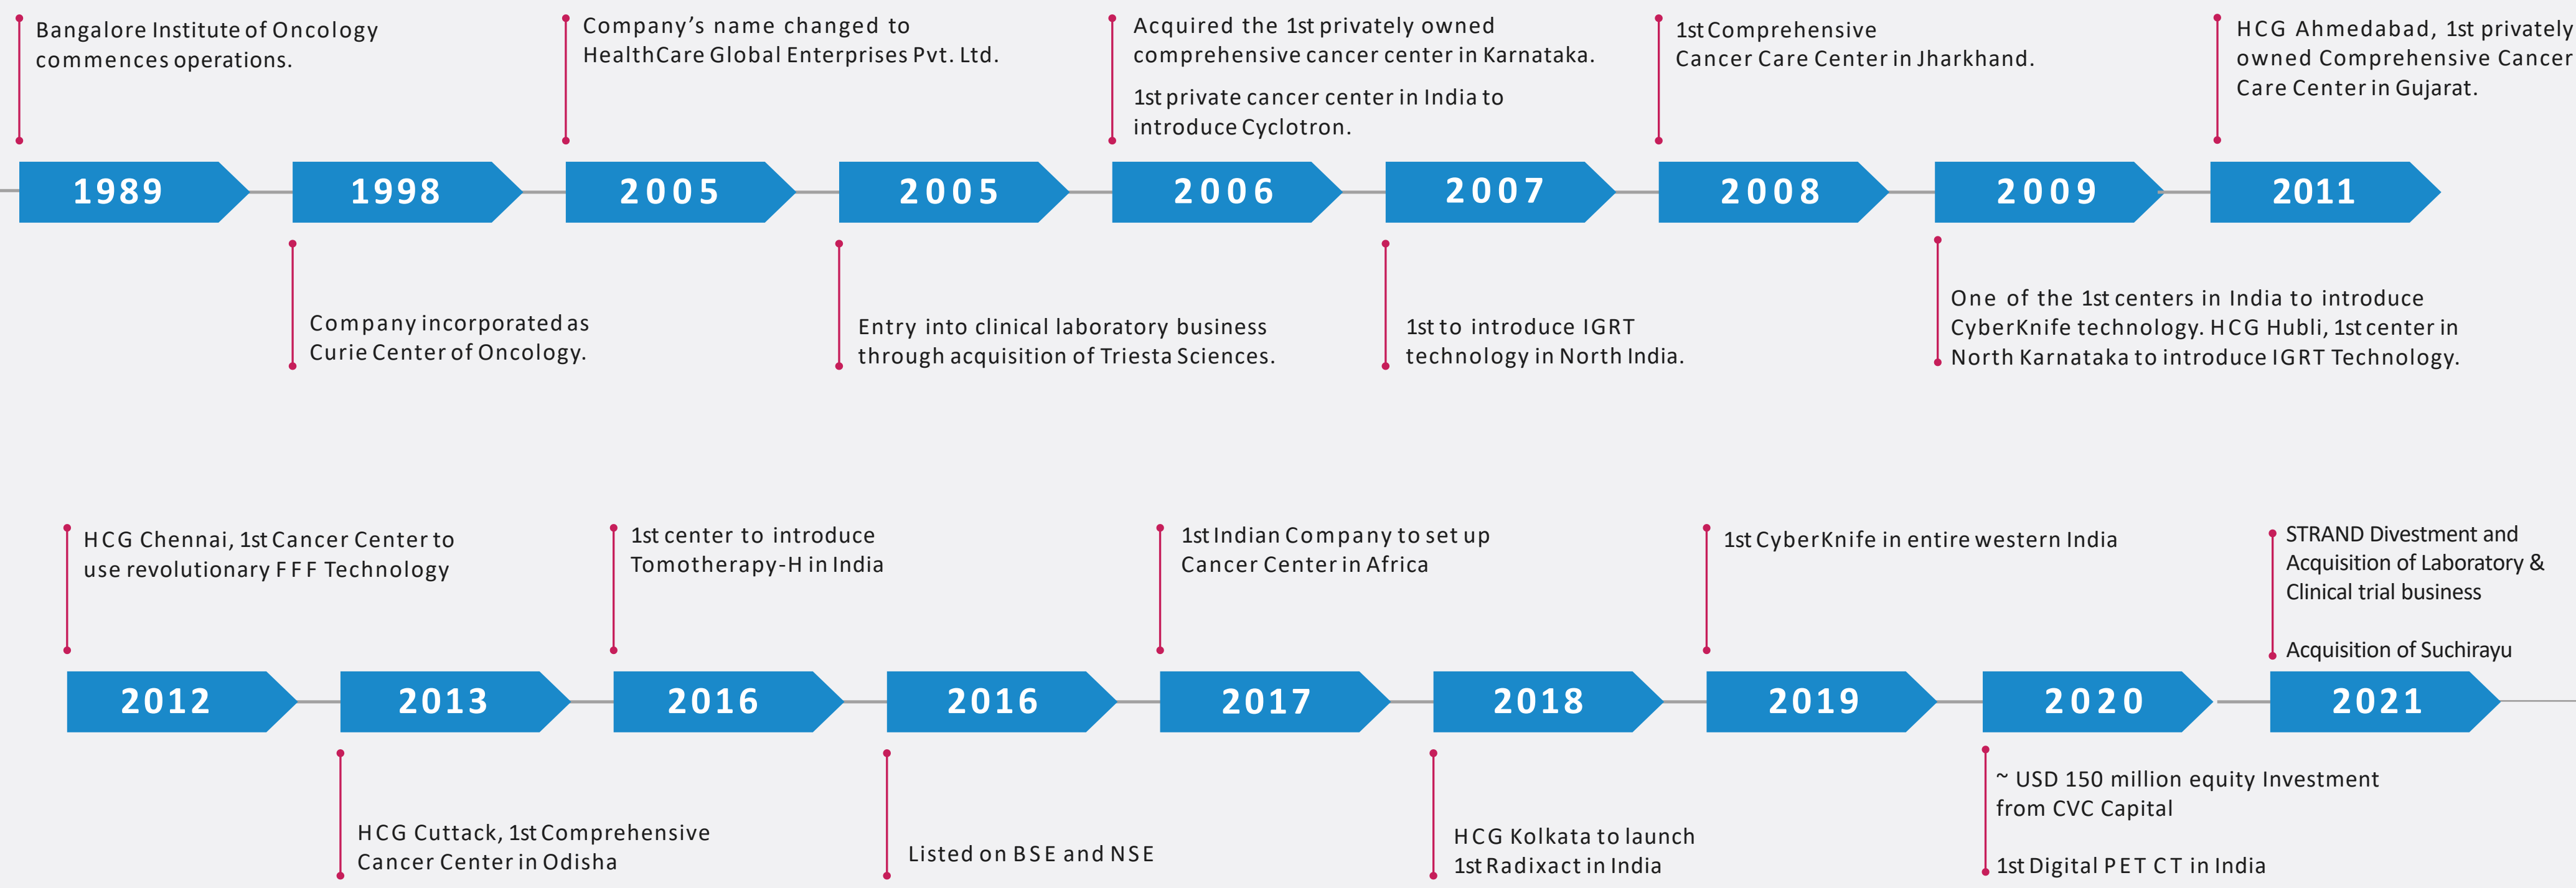 Bangalore Institute of Oncology
commences operations.
Company's name changed to
HealthCare Global Enterprises Pvt. Ltd.
Acquired the 1st privately owned
comprehensive cancer center in Karnataka.
1st private cancer center in India to
introduce Cyclotron.
1st Comprehensive
Cancer Care Center in Jharkhand.
HCG Ahmedabad, 1st privately
owned Comprehensive Cancer
Care Center in Gujarat.
1989
1998
2005
2005
2006
2007
2008
2009
2011
Company incorporated as
Curie Center of Oncology.
Entry into clinical laboratory business
through acquisition of Triesta Sciences.
1st to introduce IGRT
technology in North India.
One of the 1st centers in India to introduce
CyberKnife technology. HCG Hubli, 1st center in
North Karnataka to introduce IGRT Technology.
HCG Chennai, 1st Cancer Center to
use revolutionary FFF Technology
1st center to introduce
Tomotherapy-H in India
1st Indian Company to set up
Cancer Center in Africa
1st CyberKnife in entire western India
STRAND Divestment and
Acquisition of Laboratory &
Clinical trial business
Acquisition of Suchirayu
2012
2013
2016
2016
2017
2018
2019
2020
2021
HCG Cuttack, 1st Comprehensive
Cancer Center in Odisha
Listed on BSE and NSE
HCG Kolkata to launch
1st Radixact in India
~ USD 150 million equity Investment
from CVC Capital
1st Digital PET CT in India